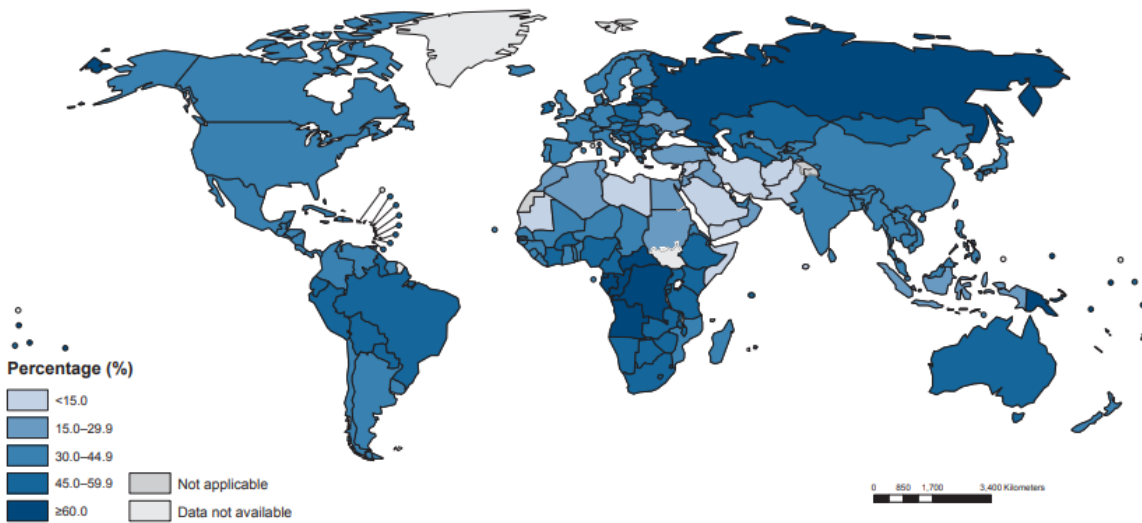 Percentage (%)
<15.0
15.0–29.9
30.0–44.9
45.0–59.9
≥60.0
Not applicable
Data not available
0 850 1,700 3,400 Kilometers